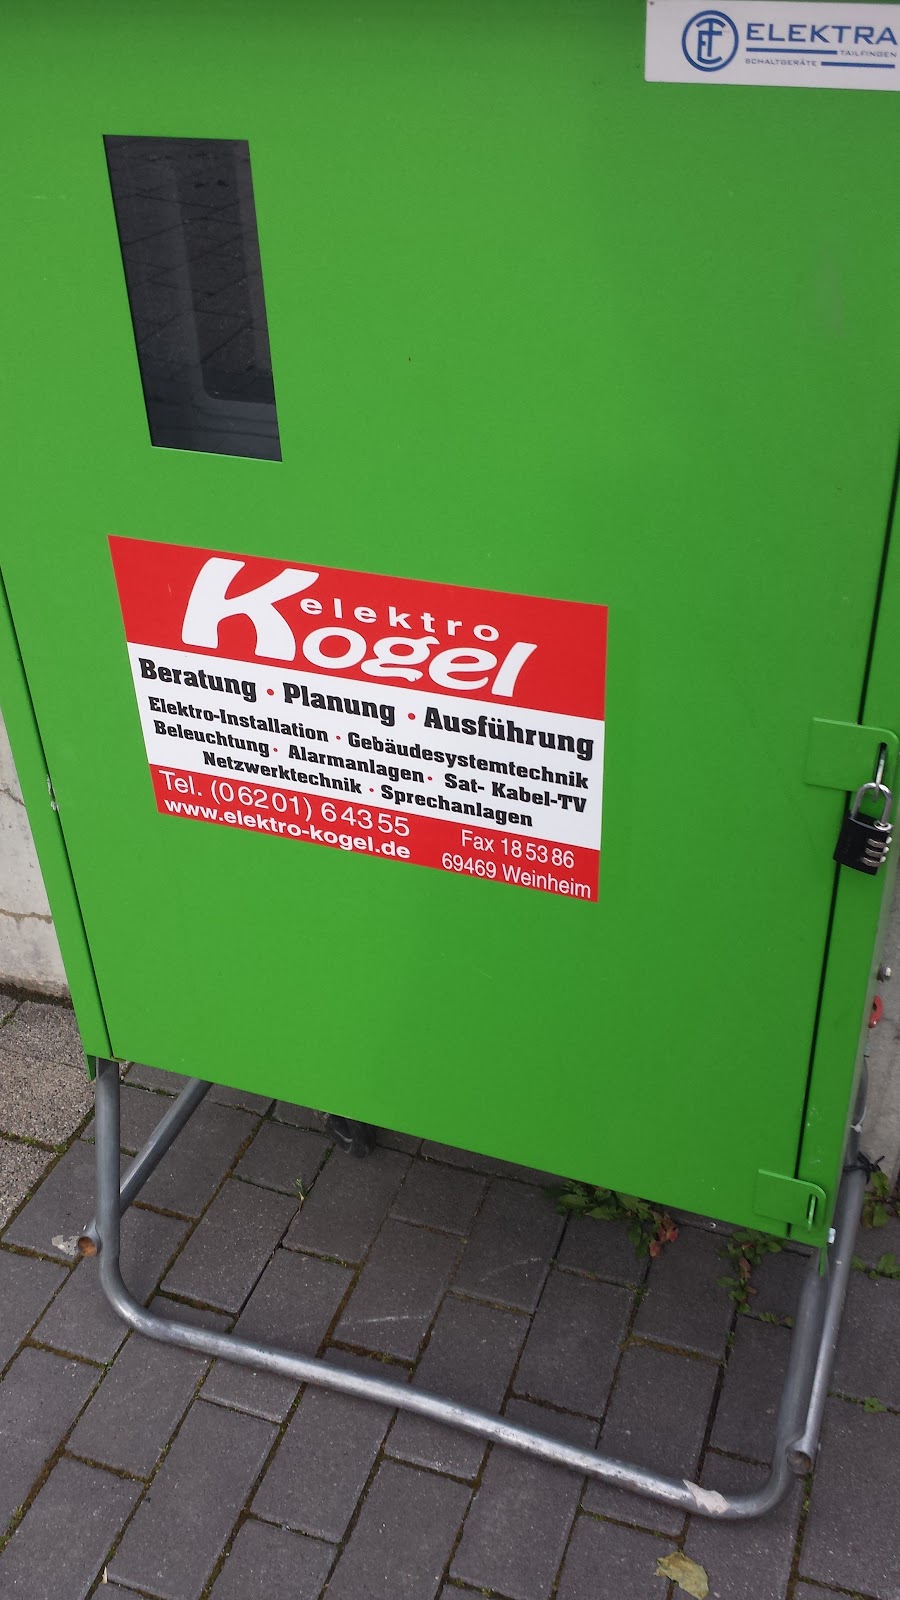 ELEKTRA
TAILFINGEN
SCHALTGERÄTE
elektro
Kogel
Beratung • Planung • Ausführung
Elektro-Installation • Gebäudesystemtechnik
Beleuchtung • Alarmanlagen • Sat- Kabel-TV
Netzwerktechnik • Sprechanlagen
Tel. (06201) 64355
www.elektro-kogel.de
Fax 185386
69469 Weinheim